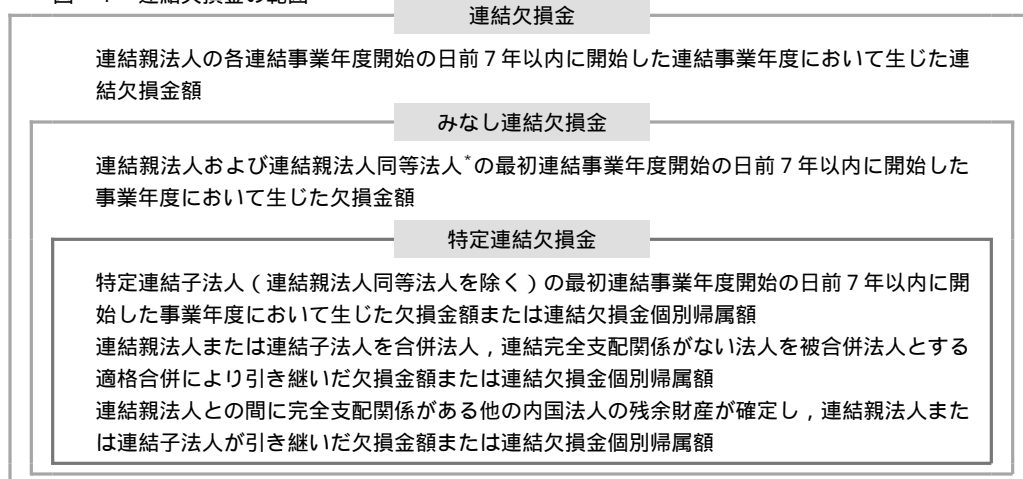 連結欠損金の範囲
連結欠損金
連結親法人の各連結事業年度開始の日前７年以内に開始した連結事業年度において生じた連
結欠損金額
みなし連結欠損金
連結親法人および連結親法人同等法人*の最初連結事業年度開始の日前７年以内に開始した
事業年度において生じた欠損金額
特定連結欠損金
特定連結子法人（連結親法人同等法人を除く）の最初連結事業年度開始の日前７年以内に開
始した事業年度において生じた欠損金額または連結欠損金個別帰属額
連結親法人または連結子法人を合併法人，連結完全支配関係がない法人を被合併法人とする
適格合併により引き継いだ欠損金額または連結欠損金個別帰属額
連結親法人との間に完全支配関係がある他の内国法人の残余財産が確定し，連結親法人また
は連結子法人が引き継いだ欠損金額または連結欠損金個別帰属額